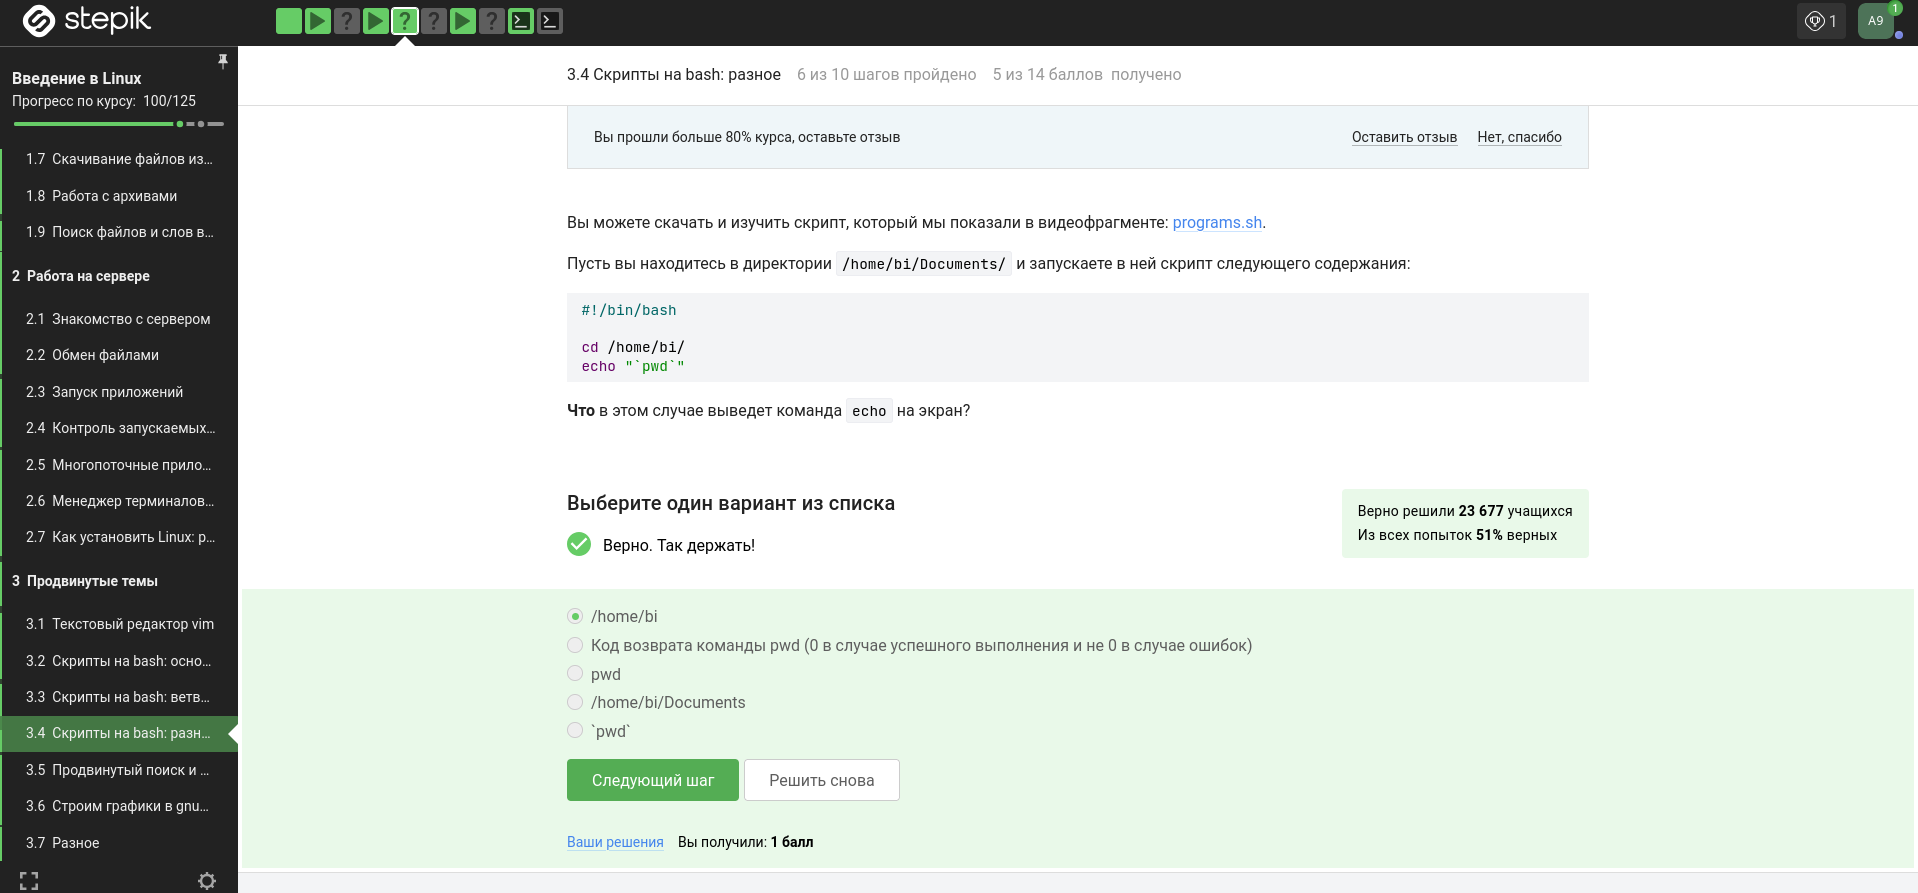 stepik
1
A9
1
Введение в Linux
Прогресс по курсу: 100/125
1.7 Скачивание файлов из...
1.8 Работа с архивами
1.9 Поиск файлов и слов в...
2 Работа на сервере
2.1 Знакомство с сервером
2.2 Обмен файлами
2.3 Запуск приложений
2.4 Контроль запускаемых...
2.5 Многопоточные прило...
2.6 Менеджер терминалов...
2.7 Как установить Linux: р...
3 Продвинутые темы
3.1 Текстовый редактор vim
3.2 Скрипты на bash: осно...
3.3 Скрипты на bash: ветв...
3.4 Скрипты на bash: разн...
3.5 Продвинутый поиск и ...
3.6 Строим графики в gnu...
3.7 Разное
3.4 Скрипты на bash: разное 6 из 10 шагов пройдено 5 из 14 баллов получено
Вы прошли больше 80% курса, оставьте отзыв Оставить отзыв Нет, спасибо
Вы можете скачать и изучить скрипт, который мы показали в видеофрагменте: programs.sh.
Пусть вы находитесь в директории /home/bi/Documents/ и запускаете в ней скрипт следующего содержания:
#!/bin/bash
cd /home/bi/
echo "`pwd`"
Что в этом случае выведет команда echo на экран?
Выберите один вариант из списка
Верно. Так держать!
Верно решили 23 677 учащихся
Из всех попыток 51% верных
/home/bi
Код возврата команды pwd (0 в случае успешного выполнения и не 0 в случае ошибок)
pwd
/home/bi/Documents
`pwd`
Следующий шаг Решить снова
Ваши решения Вы получили: 1 балл